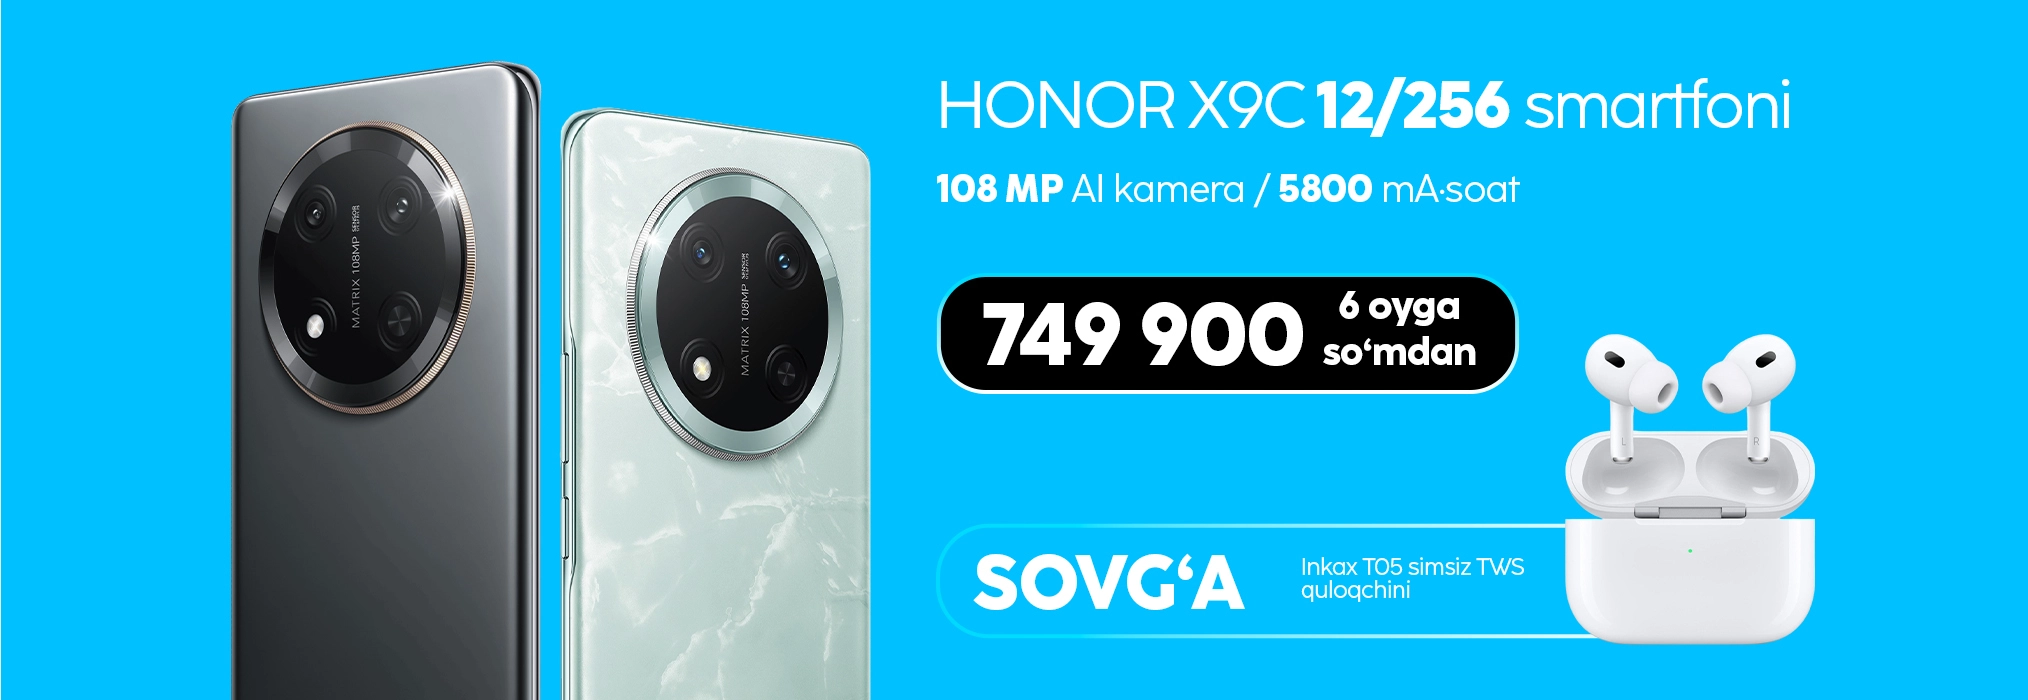 HONOR X9C 12/256 smartfoni
108 MP AI kamera / 5800 mA·soat
749 900 6 oyga
so‘mdan
SOVG‘A
Inkax T05 simsiz TWS
quloqchini
MATRIX 108MP
MATRIX 108MP
L
R